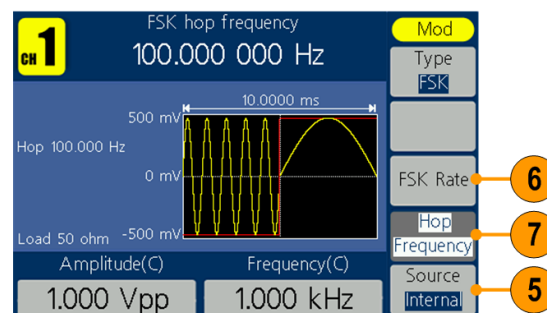 CH 1
FSK hop frequency
100.000 000 Hz
Mod
Type
FSK
10.0000 ms
500 mV
Hop 100.000 Hz
0 mV
FSK Rate
6
Hop
Frequency
7
Load 50 ohm
-500 mV
Amplitude(C)
Frequency(C)
Source
Internal
5
1.000 Vpp
1.000 kHz